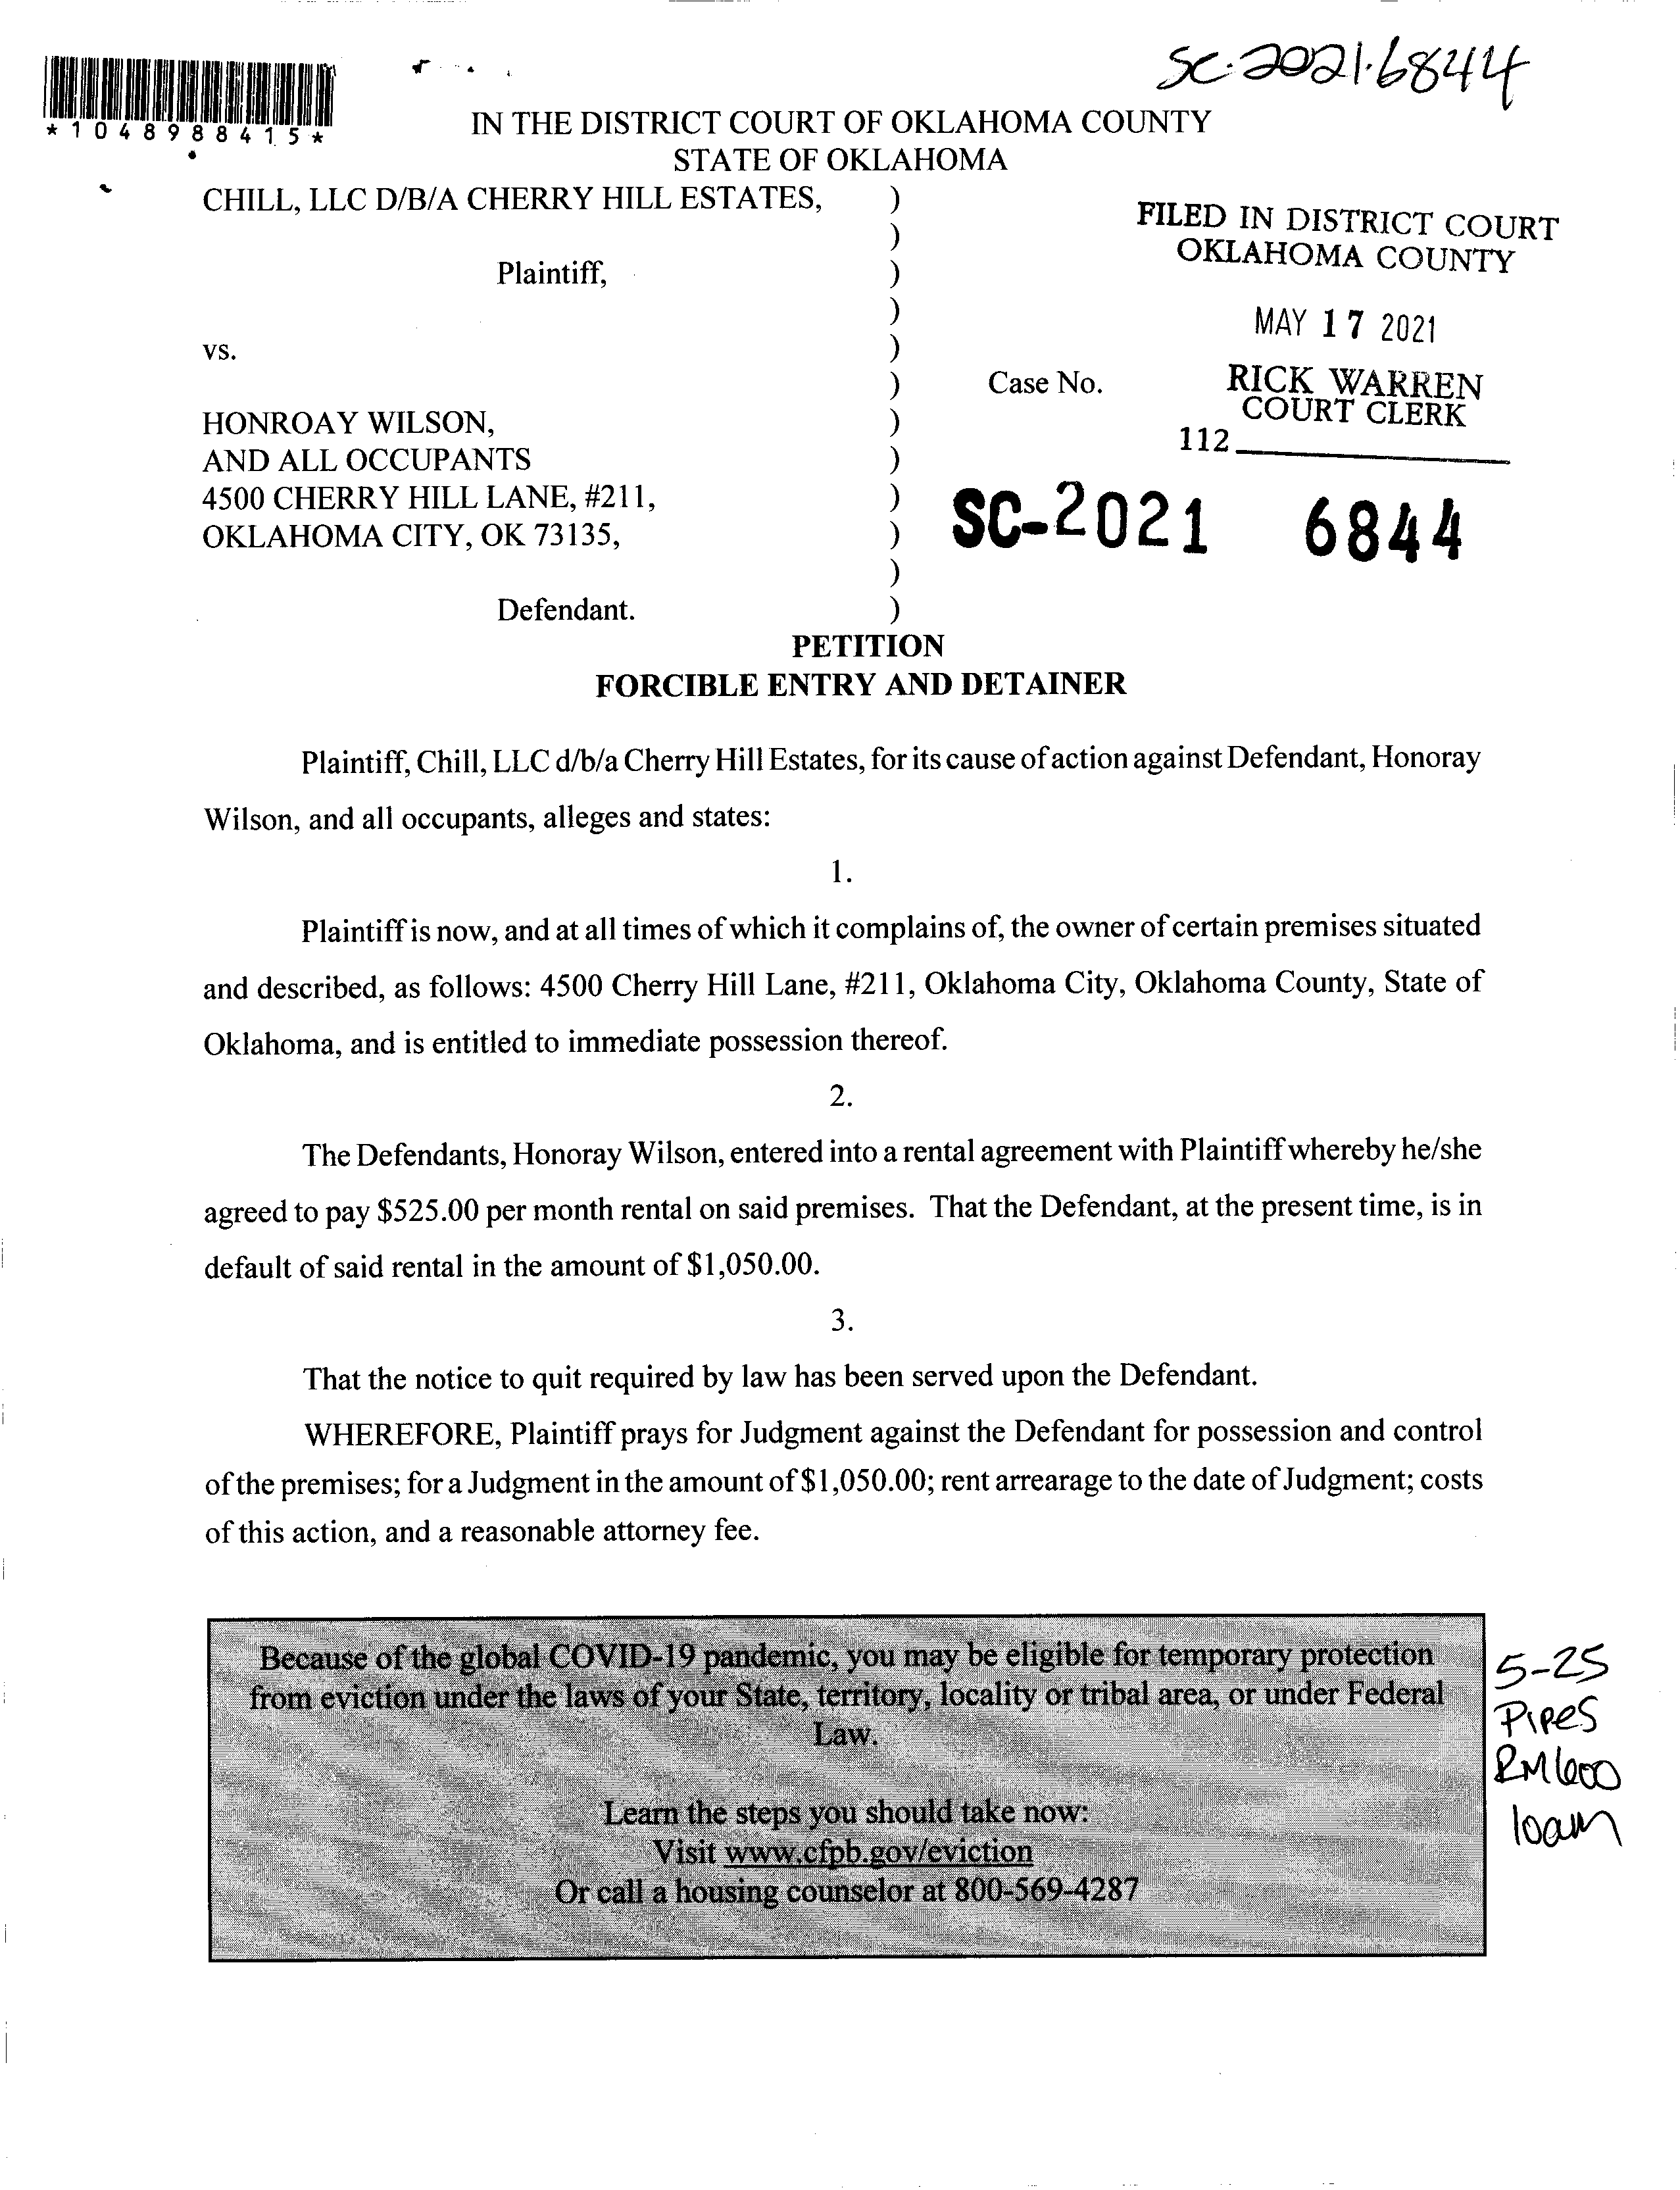 SC-2021-6844
*1048988415*
IN THE DISTRICT COURT OF OKLAHOMA COUNTY
STATE OF OKLAHOMA
CHILL, LLC D/B/A CHERRY HILL ESTATES, )
)
Plaintiff, )
)
vs. )
)
HONROAY WILSON, )
AND ALL OCCUPANTS )
4500 CHERRY HILL LANE, #211, )
OKLAHOMA CITY, OK 73135, )
)
Defendant. )
FILED IN DISTRICT COURT
OKLAHOMA COUNTY
MAY 17 2021
Case No.
RICK WARREN
COURT CLERK
112
SC-2021 6844
PETITION
FORCIBLE ENTRY AND DETAINER
Plaintiff, Chill, LLC d/b/a Cherry Hill Estates, for its cause of action against Defendant, Honoray
Wilson, and all occupants, alleges and states:
1.
Plaintiff is now, and at all times of which it complains of, the owner of certain premises situated
and described, as follows: 4500 Cherry Hill Lane, #211, Oklahoma City, Oklahoma County, State of
Oklahoma, and is entitled to immediate possession thereof.
2.
The Defendants, Honoray Wilson, entered into a rental agreement with Plaintiff whereby he/she
agreed to pay $525.00 per month rental on said premises. That the Defendant, at the present time, is in
default of said rental in the amount of $1,050.00.
3.
That the notice to quit required by law has been served upon the Defendant.
WHEREFORE, Plaintiff prays for Judgment against the Defendant for possession and control
of the premises; for a Judgment in the amount of $1,050.00; rent arrearage to the date of Judgment; costs
of this action, and a reasonable attorney fee.
Because of the global COVID-19 pandemic, you may be eligible for temporary protection
from eviction under the laws of your State, territory, locality or tribal area, or under Federal
Law.
Learn the steps you should take now:
Visit www.cfpb.gov/eviction
Or call a housing counselor at 800-569-4287
5-25
Pipes
RM 600
10am